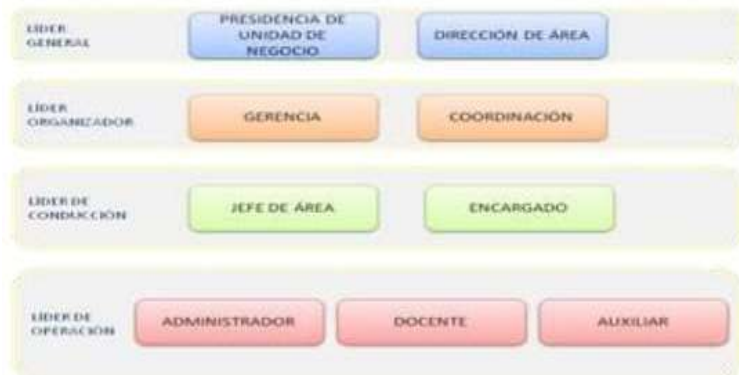 LÍDER
GENERAL
PRESIDENCIA DE
UNIDAD DE
NEGOCIO
DIRECCIÓN DE ÁREA
LÍDER
ORGANIZADOR
GERENCIA
COORDINACIÓN
LÍDER DE
CONDUCCIÓN
JEFE DE ÁREA
ENCARGADO
LÍDER DE
OPERACIÓN
ADMINISTRADOR
DOCENTE
AUXILIAR